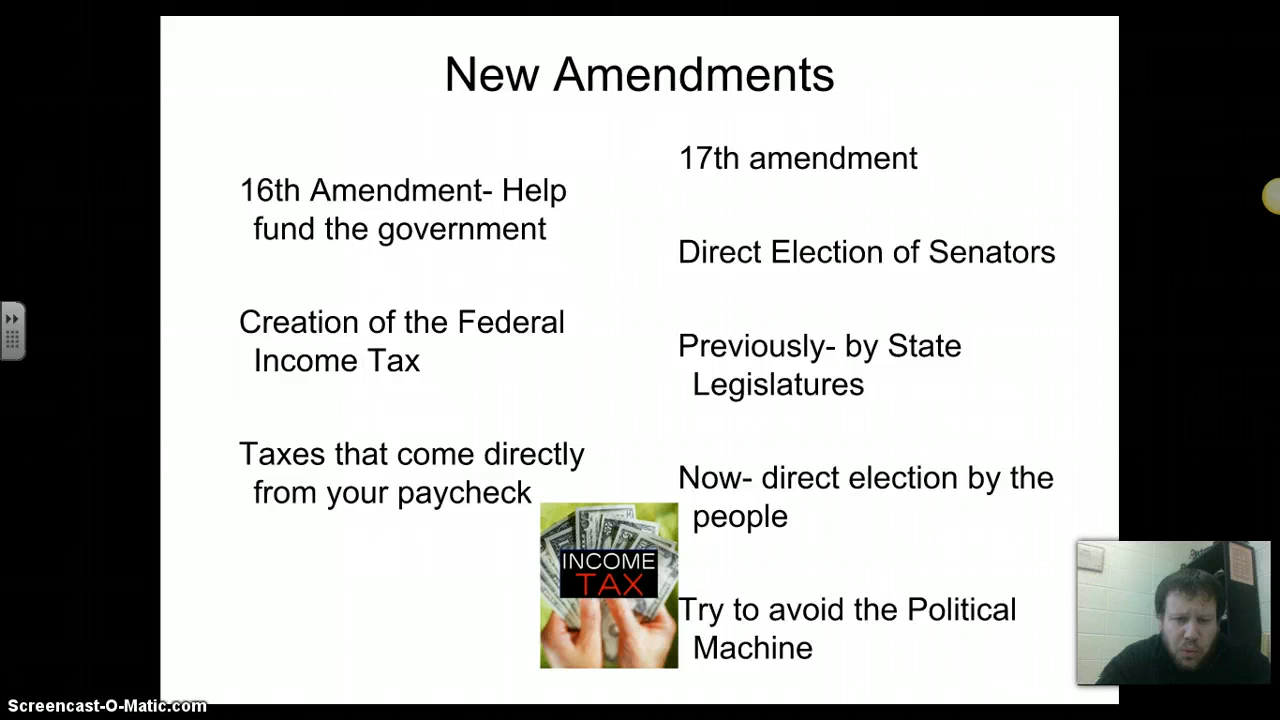 New Amendments
16th Amendment- Help
fund the government
Creation of the Federal
Income Tax
Taxes that come directly
from your paycheck
INCOME
TAX
17th amendment
Direct Election of Senators
Previously- by State
Legislatures
Now- direct election by the
people
Try to avoid the Political
Machine
Screencast-O-Matic.com